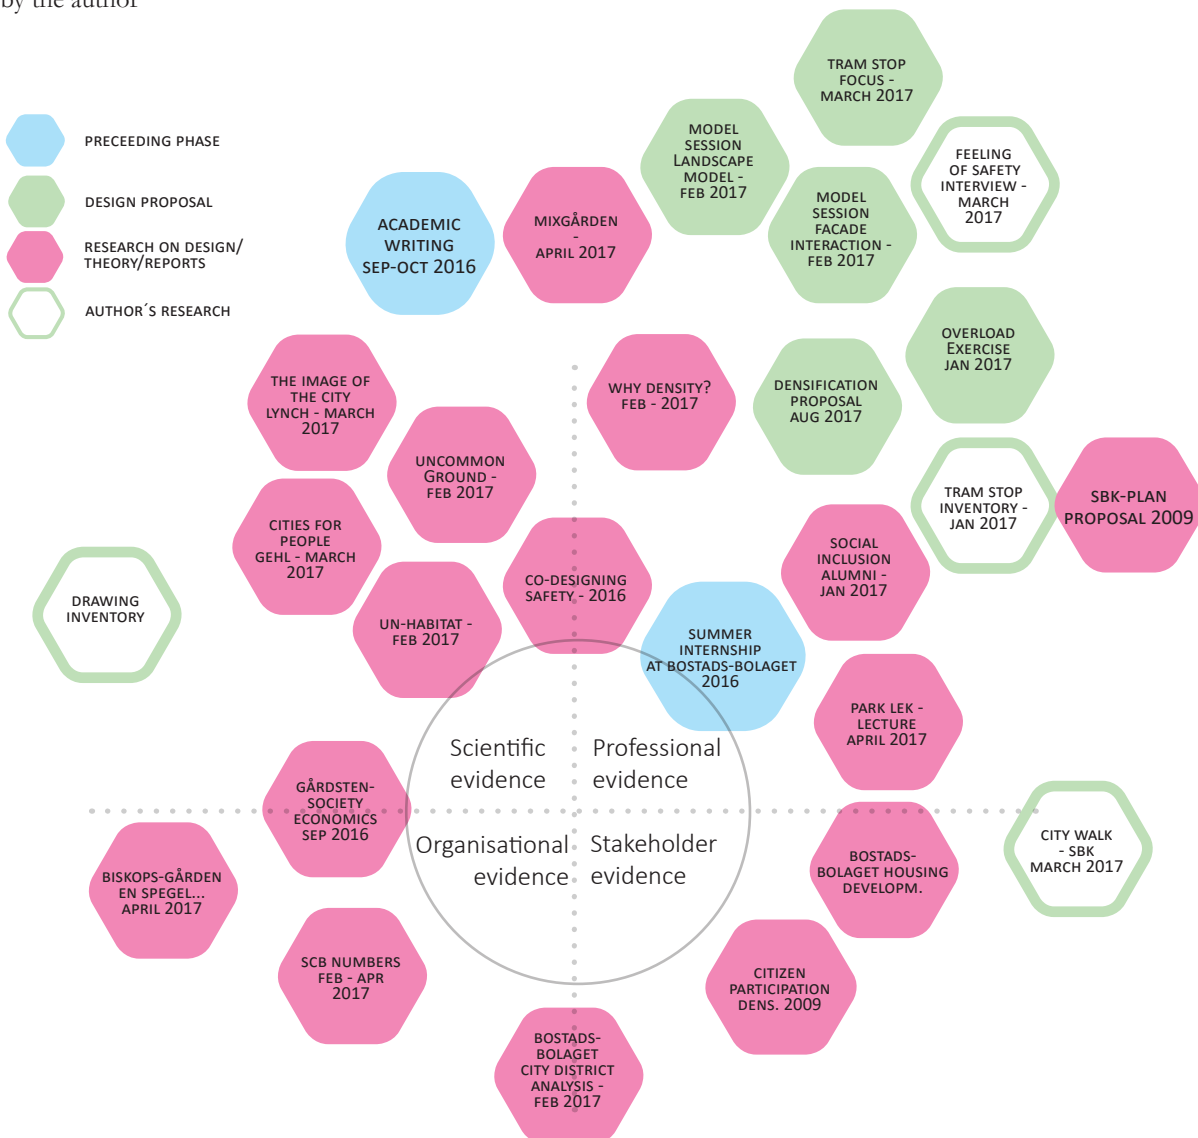 by the author
PRECEEDING PHASE
DESIGN PROPOSAL
RESEARCH ON DESIGN/
THEORY/REPORTS
AUTHOR´S RESEARCH
TRAM STOP
FOCUS -
MARCH 2017
MODEL
SESSION
LANDSCAPE
MODEL -
FEB 2017
FEELING
OF SAFETY
INTERVIEW -
MARCH
2017
MODEL
SESSION
FACADE
INTERACTION -
FEB 2017
ACADEMIC
WRITING
SEP-OCT 2016
MIXGÅRDEN
-
APRIL 2017
OVERLOAD
EXERCISE
JAN 2017
THE IMAGE OF
THE CITY
LYNCH - MARCH
2017
WHY DENSITY?
FEB - 2017
DENSIFICATION
PROPOSAL
AUG 2017
UNCOMMON
GROUND -
FEB 2017
TRAM STOP
INVENTORY -
JAN 2017
SBK-PLAN
PROPOSAL 2009
CITIES FOR
PEOPLE
GEHL - MARCH
2017
SOCIAL
INCLUSION
ALUMNI -
JAN 2017
CO-DESIGNING
SAFETY - 2016
DRAWING
INVENTORY
UN-HABITAT -
FEB 2017
SUMMER
INTERNSHIP
AT BOSTADS-BOLAGET
2016
PARK LEK -
LECTURE
APRIL 2017
Scientific
evidence
Professional
evidence
GÅRDSTEN-
SOCIETY
ECONOMICS
SEP 2016
Organisational
evidence
Stakeholder
evidence
CITY WALK
- SBK
MARCH 2017
BOSTADS-
BOLAGET HOUSING
DEVELOPM.
BISKOPS-GÅRDEN
EN SPEGEL...
APRIL 2017
SCB NUMBERS
FEB - APR
2017
CITIZEN
PARTICIPATION
DENS. 2009
BOSTADS-
BOLAGET
CITY DISTRICT
ANALYSIS -
FEB 2017